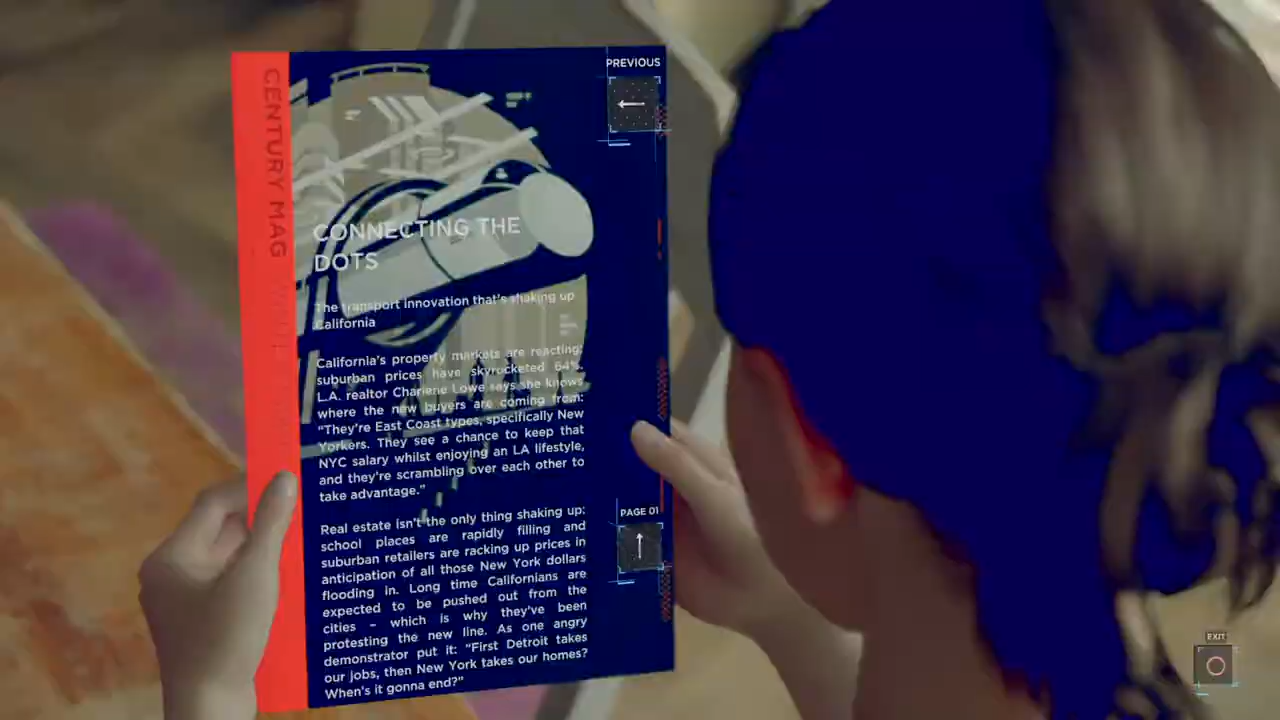 CENTURY MAG
PREVIOUS
CONNECTING THE
DOTS
The transport innovation that's shaking up
California
California's property markets are reacting:
suburban prices have skyrocketed 64%.
L.A. realtor Charlene Lowe says she knows
where the new buyers are coming from:
"They're East Coast types, specifically New
Yorkers. They see a chance to keep that
NYC salary whilst enjoying an LA lifestyle,
and they're scrambling over each other to
take advantage."
Real estate isn't the only thing shaking up:
school places are rapidly filling and
suburban retailers are racking up prices in
anticipation of all those New York dollars
flooding in. Long time Californians are
expected to be pushed out from the
cities – which is why they've been
protesting the new line. As one angry
demonstrator put it: "First Detroit takes
our jobs, then New York takes our homes?
When's it gonna end?"
PAGE 01
EXIT